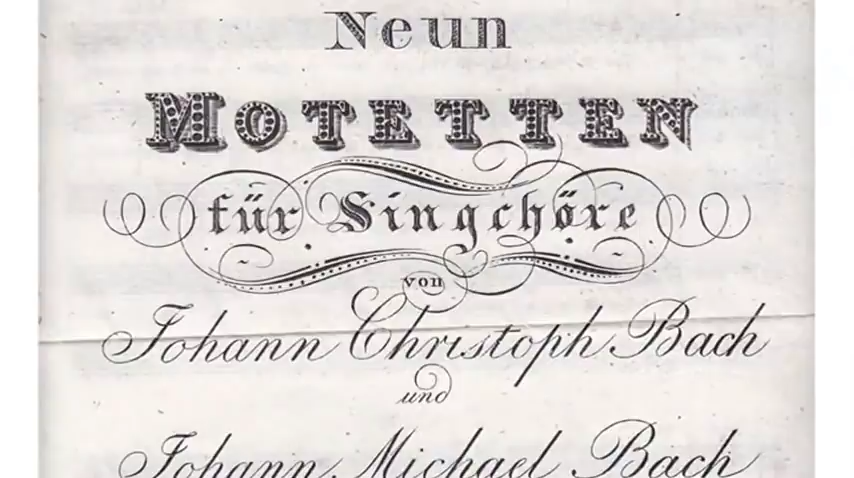 Neun
MOTETTEN
für Singchöre
von
Johann Christoph Bach
und
Johann Michael Bach